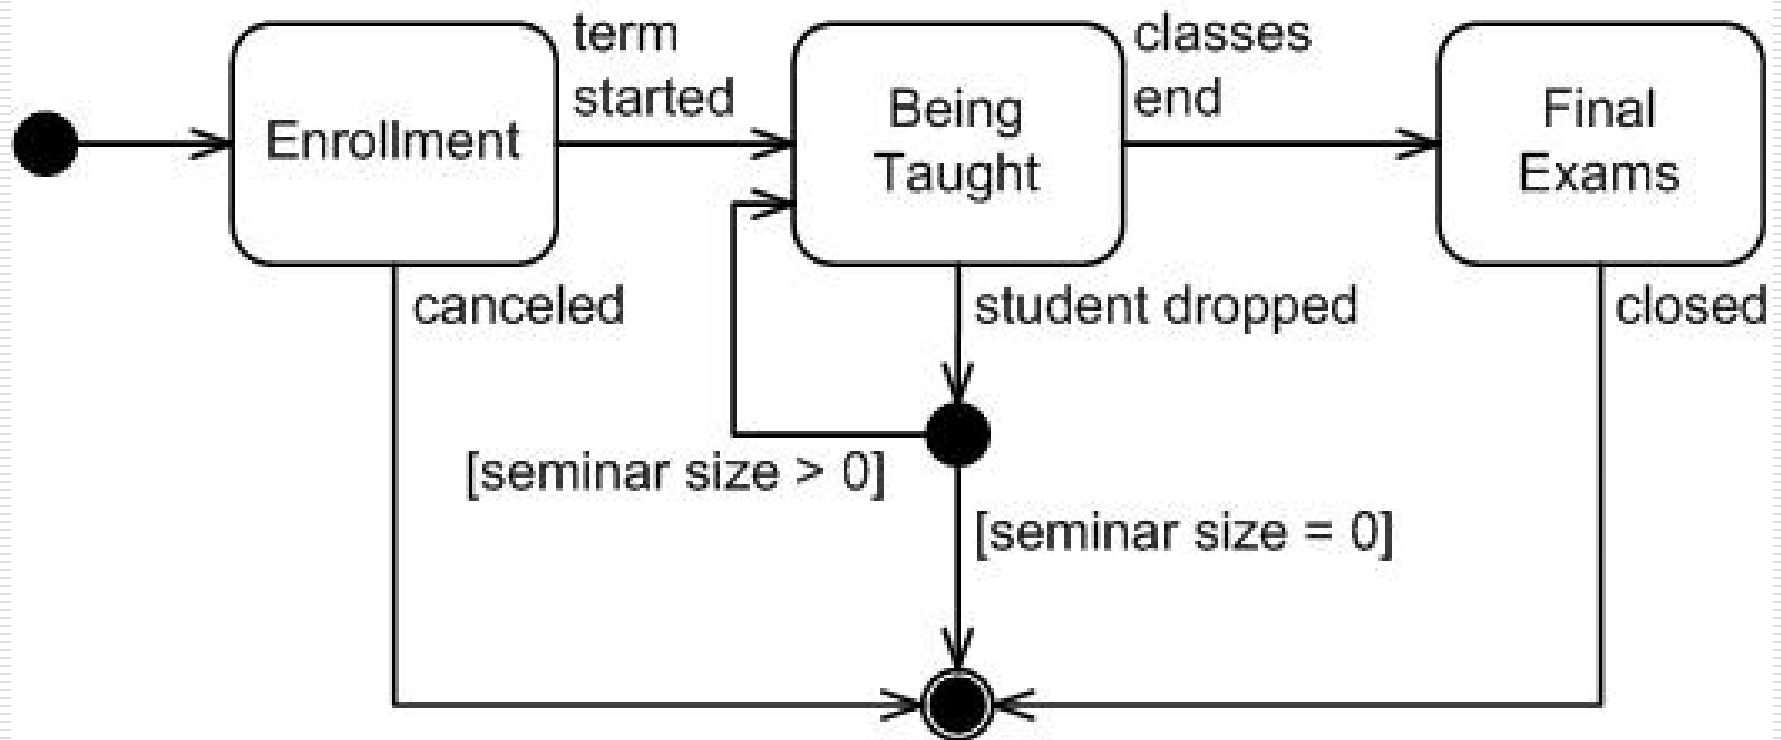 term
started
classes
end
Enrollment
Being
Taught
Final
Exams
canceled
student dropped
closed
[seminar size > 0]
[seminar size = 0]